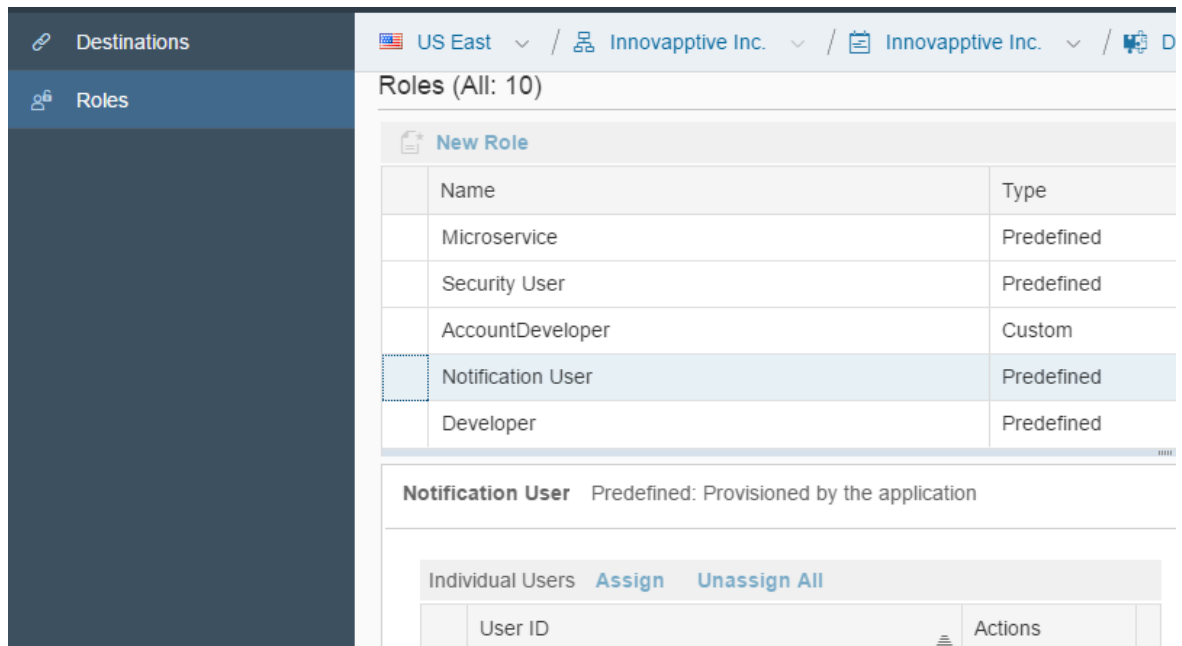 Destinations
Roles
US East / Innovapptive Inc. / Innovapptive Inc. / D
Roles (All: 10)
New Role
Name Type
Microservice Predefined
Security User Predefined
AccountDeveloper Custom
Notification User Predefined
Developer Predefined
Notification User Predefined: Provisioned by the application
Individual Users Assign Unassign All
User ID Actions